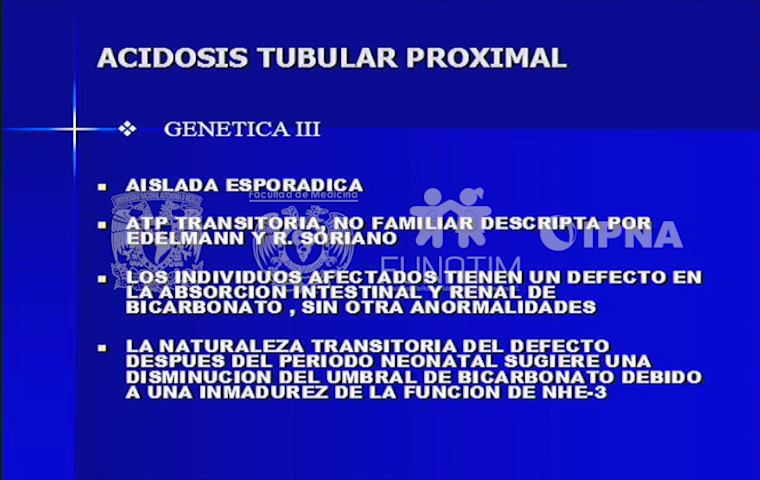 ACIDOSIS TUBULAR PROXIMAL
GENETICA III
AISLADA ESPORADICA
Facultad de Medicina
ATP TRANSITORIA, NO FAMILIAR DESCRIPTA POR
EDELMANN Y R. SORIANO
IPNA
FUNATIM
LOS INDIVIDUOS AFECTADOS TIENEN UN DEFECTO EN
LA ABSORCION INTESTINAL Y RENAL DE
BICARBONATO , SIN OTRA ANORMALIDADES
LA NATURALEZA TRANSITORIA DEL DEFECTO
DESPUES DEL PERIODO NEONATAL SUGIERE UNA
DISMINUCION DEL UMBRAL DE BICARBONATO DEBIDO
A UNA INMADUREZ DE LA FUNCION DE NHE-3